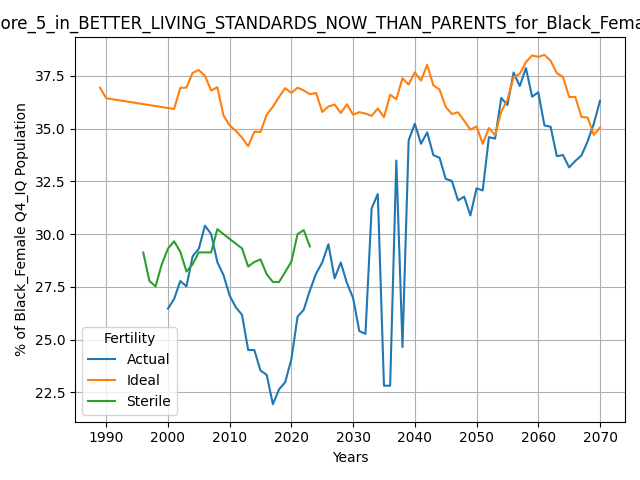 ore_5_in_BETTER_LIVING_STANDARDS_NOW_THAN_PARENTS_for_Black_Fema
% of Black_Female Q4_IQ Population
37.5
35.0
32.5
30.0
27.5
25.0
22.5
Fertility
Actual
Ideal
Sterile
1990 2000 2010 2020 2030 2040 2050 2060 2070
Years